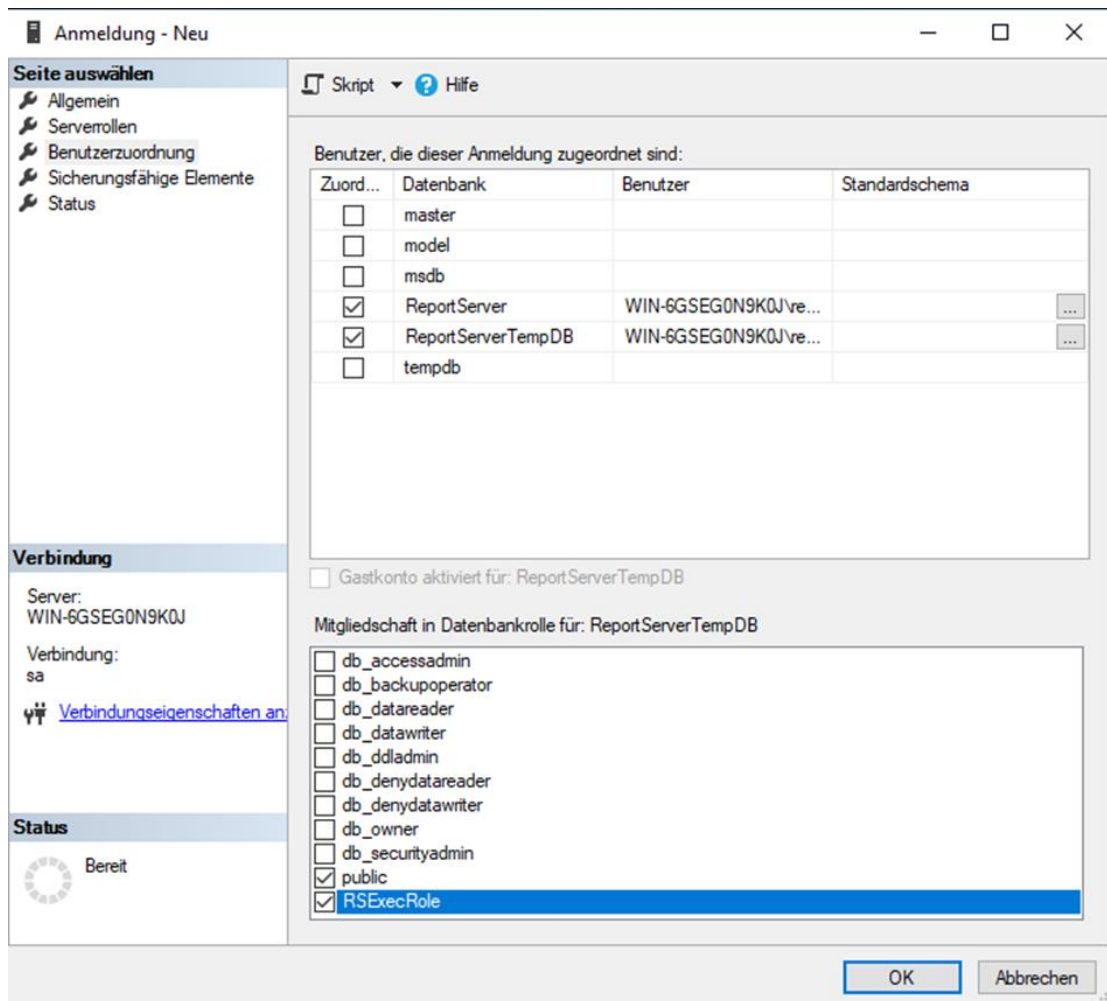 Anmeldung - Neu
Seite auswählen
Allgemein
Serverrollen
Benutzerzuordnung
Sicherungsfähige Elemente
Status
Skript
Hilfe
Benutzer, die dieser Anmeldung zugeordnet sind:
Zuord... Datenbank Benutzer Standardschema
master
model
msdb
ReportServer WIN-6GSEG0N9K0J\re... ...
ReportServerTempDB WIN-6GSEG0N9K0J\re... ...
tempdb
Gastkonto aktiviert für: ReportServerTempDB
Mitgliedschaft in Datenbankrolle für: ReportServerTempDB
db_accessadmin
db_backupoperator
db_datareader
db_datawriter
db_ddladmin
db_denydatareader
db_denydatawriter
db_owner
db_securityadmin
public
RSExecRole
Verbindung
Server:
WIN-6GSEG0N9K0J
Verbindung:
sa
Verbindungseigenschaften an
Status
Bereit
OK Abbrechen